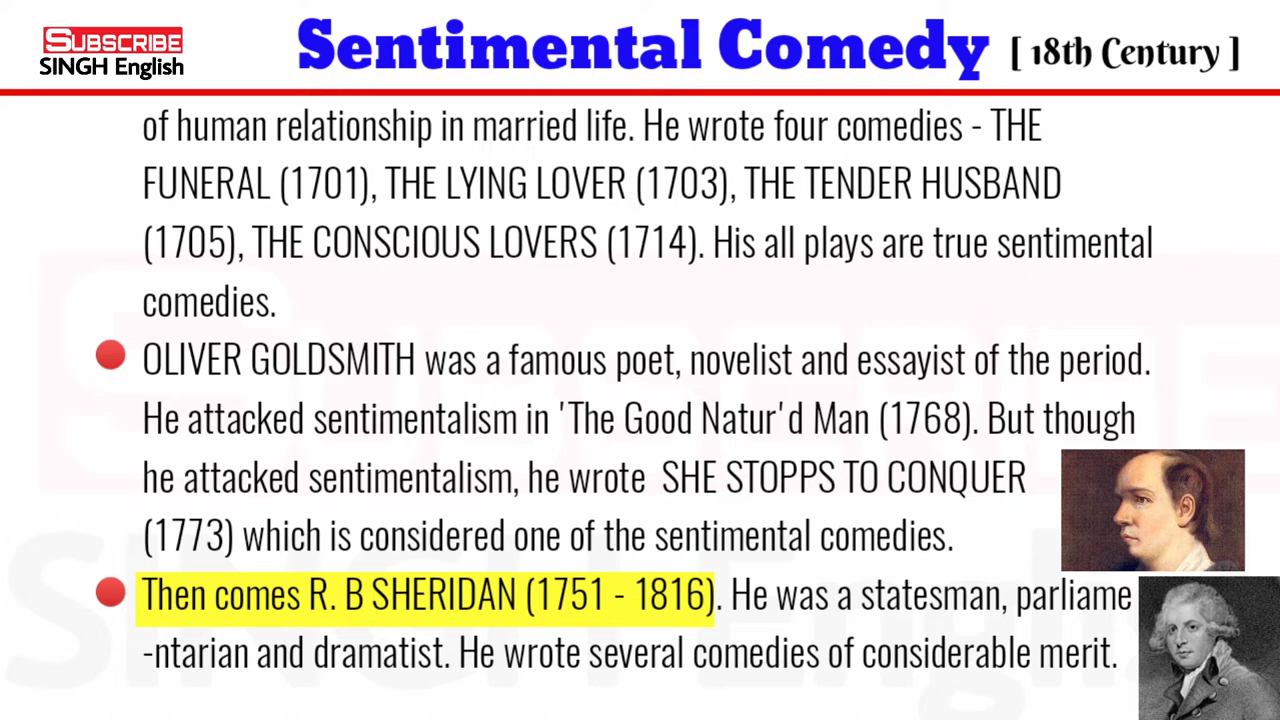 SUBSCRIBE
SINGH English
Sentimental Comedy [ 18th Century ]
of human relationship in married life. He wrote four comedies - THE
FUNERAL (1701), THE LYING LOVER (1703), THE TENDER HUSBAND
(1705), THE CONSCIOUS LOVERS (1714). His all plays are true sentimental
comedies.
OLIVER GOLDSMITH was a famous poet, novelist and essayist of the period.
He attacked sentimentalism in 'The Good Natur'd Man (1768). But though
he attacked sentimentalism, he wrote SHE STOPPS TO CONQUER
(1773) which is considered one of the sentimental comedies.
Then comes R. B SHERIDAN (1751 - 1816). He was a statesman, parliame
-ntarian and dramatist. He wrote several comedies of considerable merit.
SUBSCRIBE
SINGH English